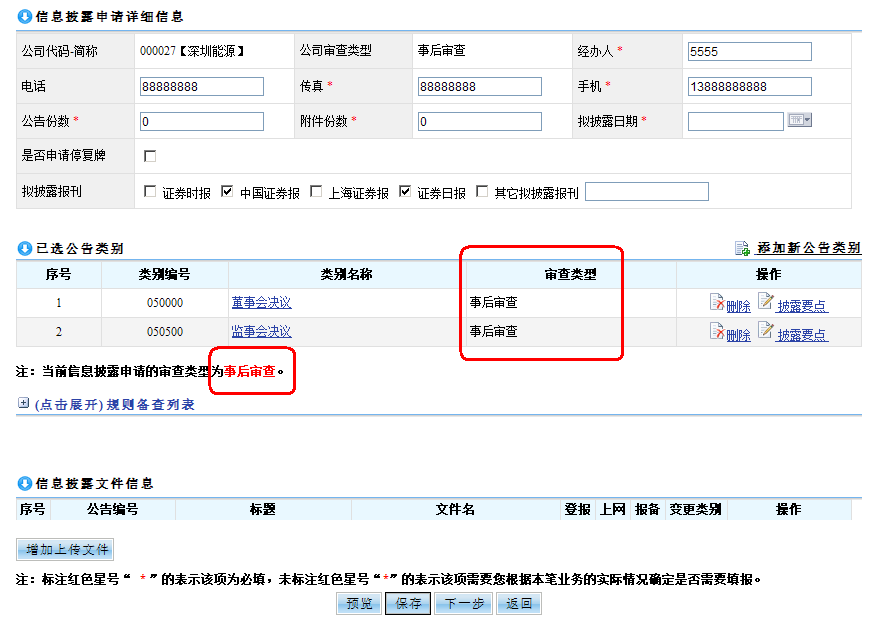 信息披露申请详细信息
公司代码-简称 000027【深圳能源】 公司审查类型 事后审查 经办人 * 5555
电话 88888888 传真 * 88888888 手机 * 13888888888
公告份数 * 0 附件份数 * 0 拟披露日期 *
是否申请停复牌
拟披露报刊 证券时报 中国证券报 上海证券报 证券日报 其它拟披露报刊
已选公告类别 添加新公告类别
序号 类别编号 类别名称 审查类型 操作
1 050000 董事会决议 事后审查 删除 披露要点
2 050500 监事会决议 事后审查 删除 披露要点
注：当前信息披露申请的审查类型为事后审查。
(点击展开)规则备查列表
信息披露文件信息
序号 公告编号 标题 文件名 登报 上网 报备 变更类别 操作
增加上传文件
注：标注红色星号“ * ”的表示该项为必填，未标注红色星号“*”的表示该项需要您根据本笔业务的实际情况确定是否需要填报。
预览 保存 下一步 返回